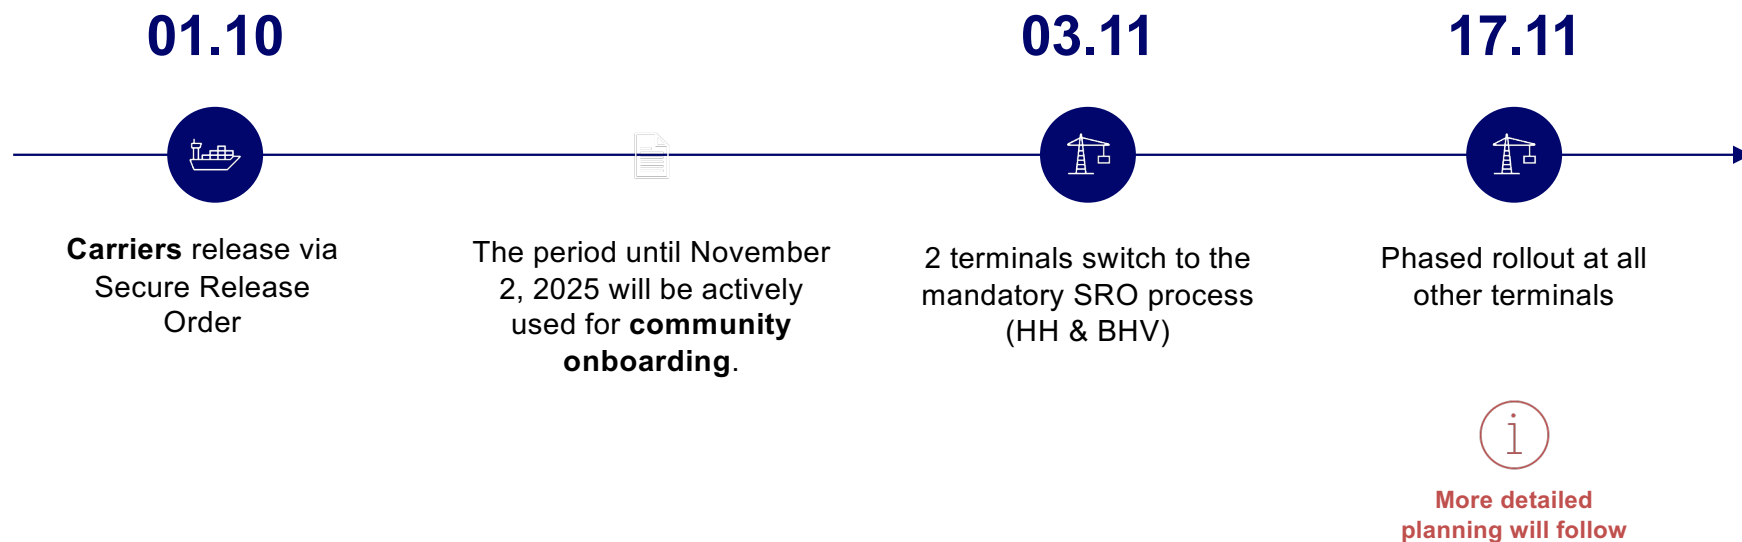 01.10
Carriers release via
Secure Release
Order
The period until November
2, 2025 will be actively
used for community
onboarding.
03.11
2 terminals switch to the
mandatory SRO process
(HH & BHV)
17.11
Phased rollout at all
other terminals
i
More detailed
planning will follow